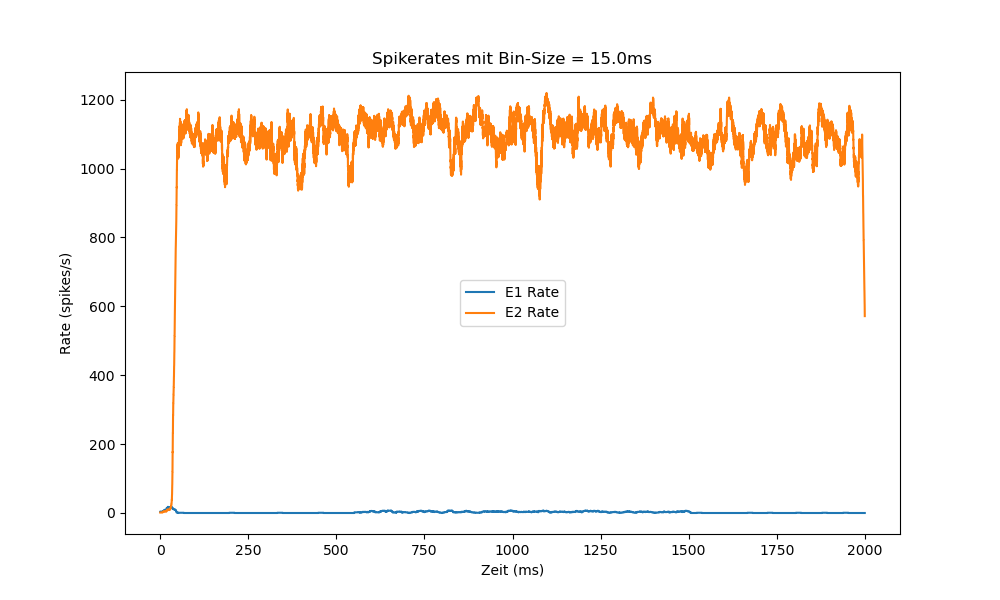 Spikerates mit Bin-Size = 15.0ms
1200
1000
800
600
400
200
0
Rate (spikes/s)
E1 Rate
E2 Rate
0 250 500 750 1000 1250 1500 1750 2000
Zeit (ms)